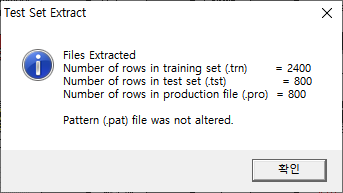 Test Set Extract
Files Extracted
Number of rows in training set (.trn) = 2400
Number of rows in test set (.tst) = 800
Number of rows in production file (.pro) = 800
Pattern (.pat) file was not altered.
확인